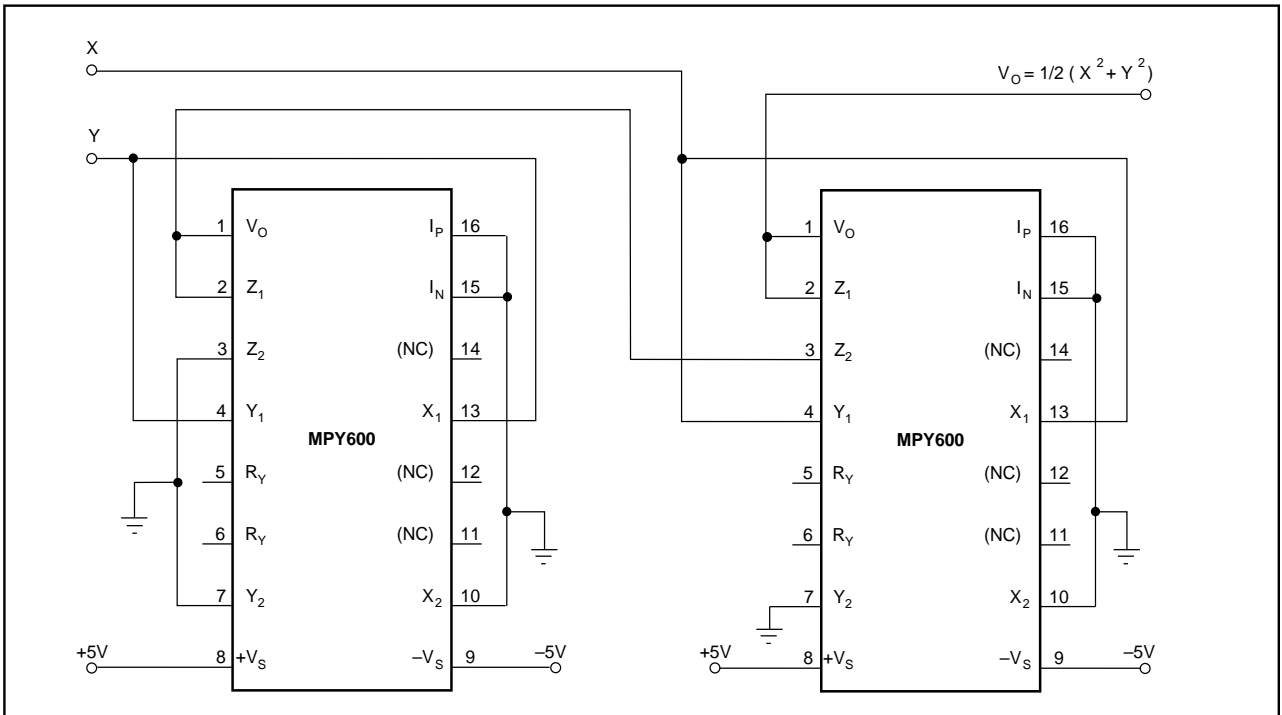 X
V_O = 1/2 ( X^2 + Y^2 )
Y
1 V_O
I_P 16
2 Z_1
I_N 15
3 Z_2
(NC) 14
4 Y_1
X_1 13
MPY600
5 R_Y
(NC) 12
6 R_Y
(NC) 11
7 Y_2
X_2 10
+5V
8 +V_S
–V_S 9
–5V
1 V_O
I_P 16
2 Z_1
I_N 15
3 Z_2
(NC) 14
4 Y_1
X_1 13
MPY600
5 R_Y
(NC) 12
6 R_Y
(NC) 11
7 Y_2
X_2 10
+5V
8 +V_S
–V_S 9
–5V